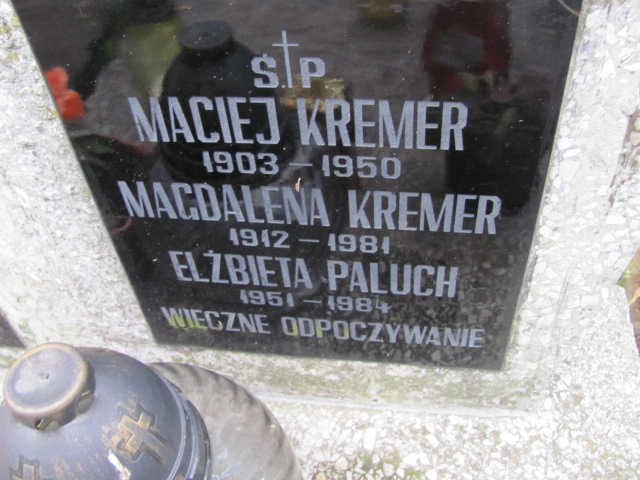 Ś P
MACIEJ KREMER
1903 - 1950
MAGDALENA KREMER
1912 - 1981
ELŻBIETA PALUCH
1951 - 1984
WIECZNE ODPOCZYWANIE